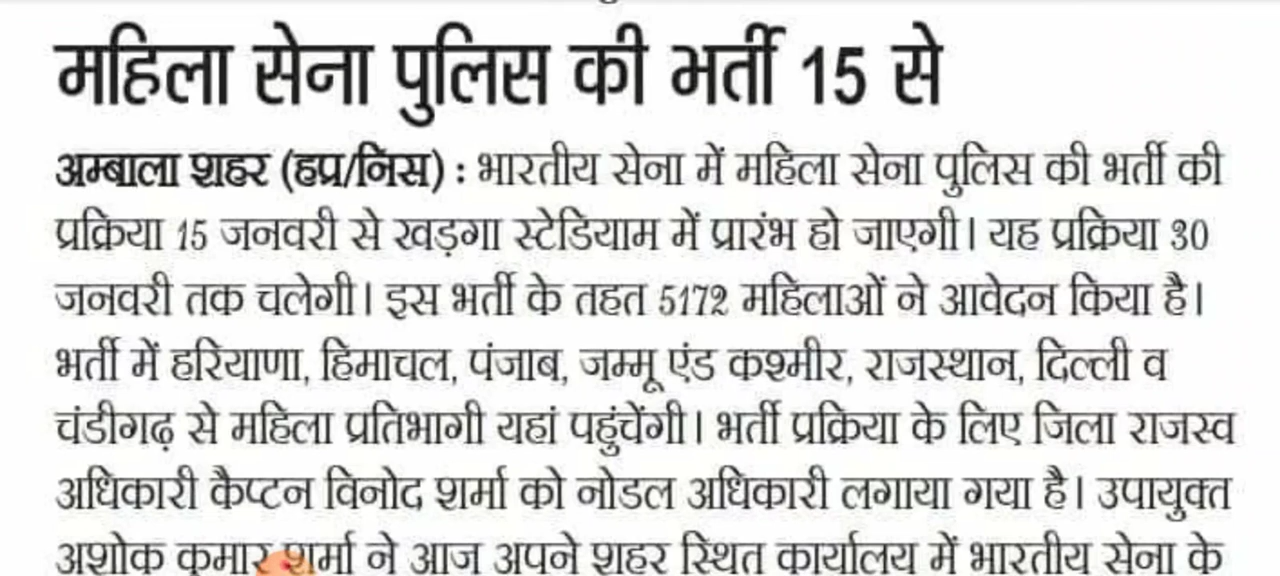 महिला सेना पुलिस की भर्ती 15 से
अम्बाला शहर (हप्र/निस) : भारतीय सेना में महिला सेना पुलिस की भर्ती की
प्रक्रिया 15 जनवरी से खड़गा स्टेडियाम में प्रारंभ हो जाएगी। यह प्रक्रिया 30
जनवरी तक चलेगी। इस भर्ती के तहत 5172 महिलाओं ने आवेदन किया है।
भर्ती में हरियाणा, हिमाचल, पंजाब, जम्मू एंड कश्मीर, राजस्थान, दिल्ली व
चंडीगढ़ से महिला प्रतिभागी यहां पहुंचेंगी। भर्ती प्रक्रिया के लिए जिला राजस्व
अधिकारी कैप्टन विनोद शर्मा को नोडल अधिकारी लगाया गया है। उपायुक्त
अशोक कुमार शर्मा ने आज अपने शहर स्थित कार्यालय में भारतीय सेना के